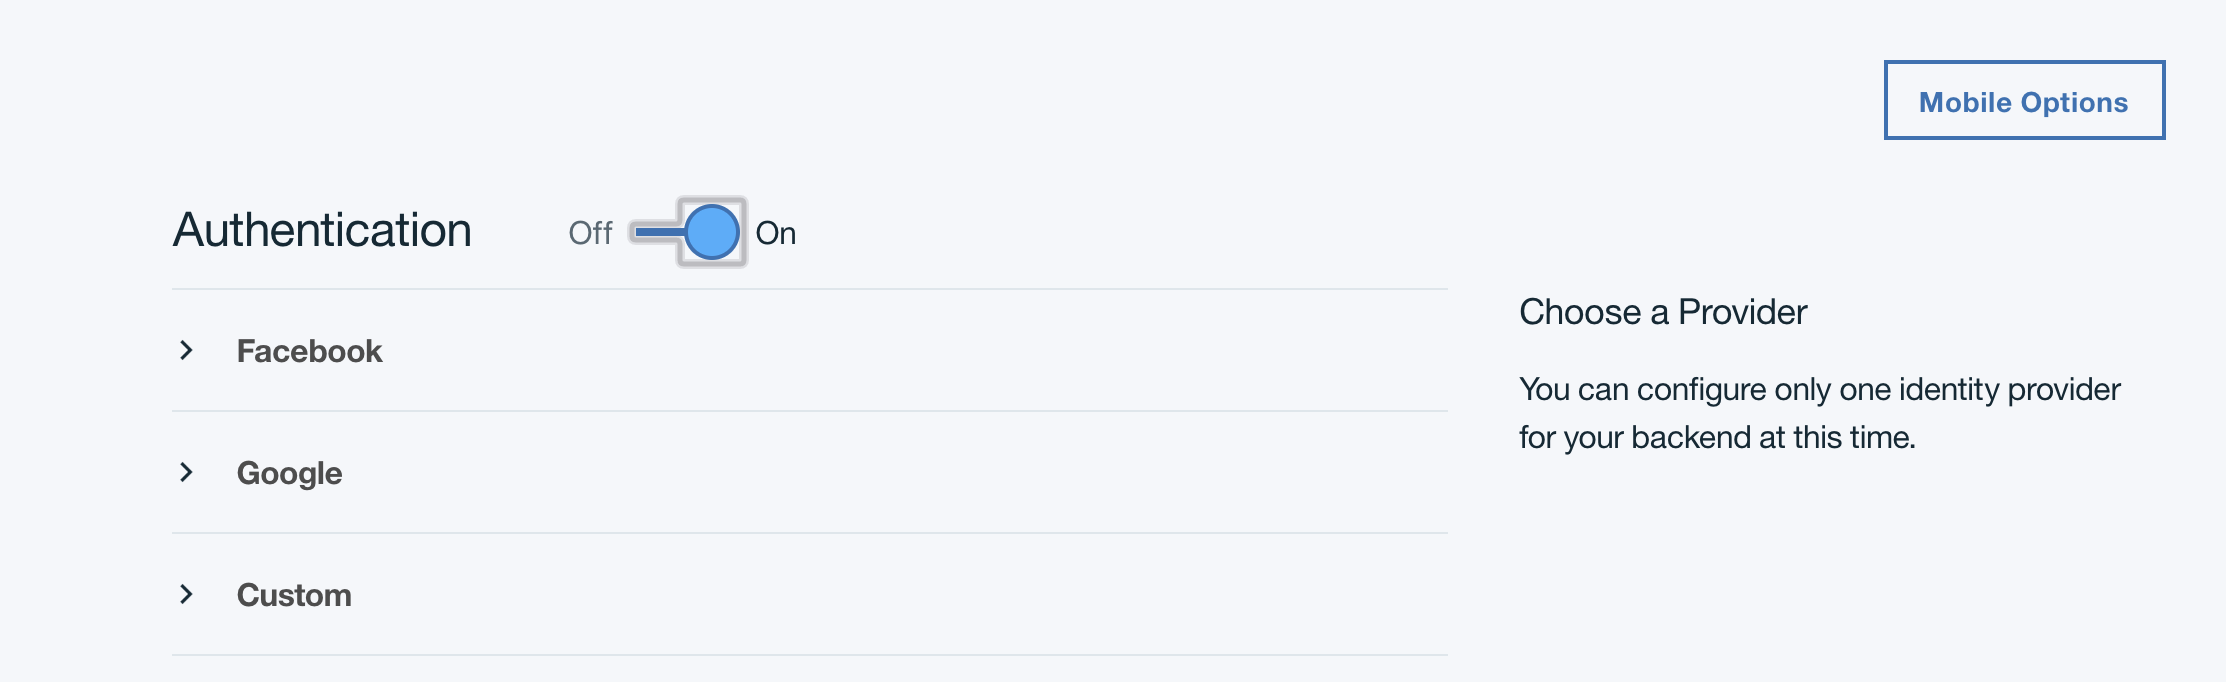 Mobile Options
Authentication Off On
Facebook
Google
Custom
Choose a Provider
You can configure only one identity provider
for your backend at this time.